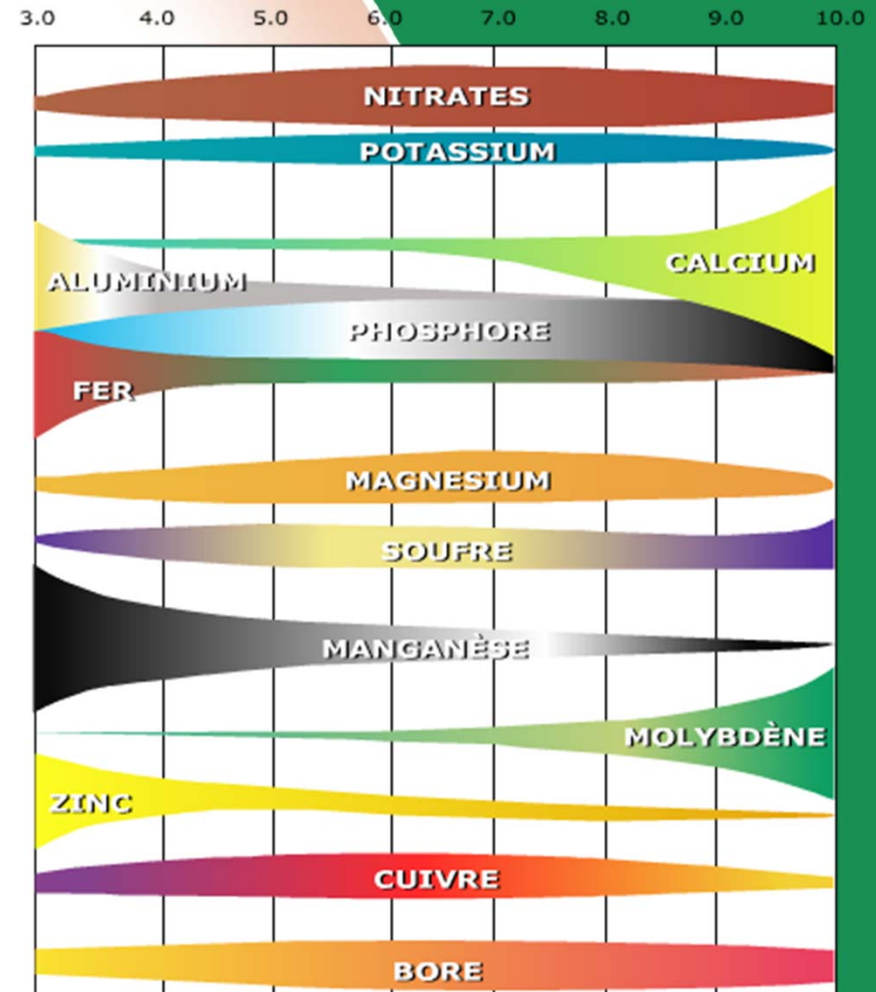 3.0 4.0 5.0 6.0 7.0 8.0 9.0 10.0
NITRATES
POTASSIUM
CALCIUM
ALUMINIUM
PHOSPHORE
FER
MAGNESIUM
SOUFRE
MANGANÈSE
MOLYBDÈNE
ZINC
CUIVRE
BORE